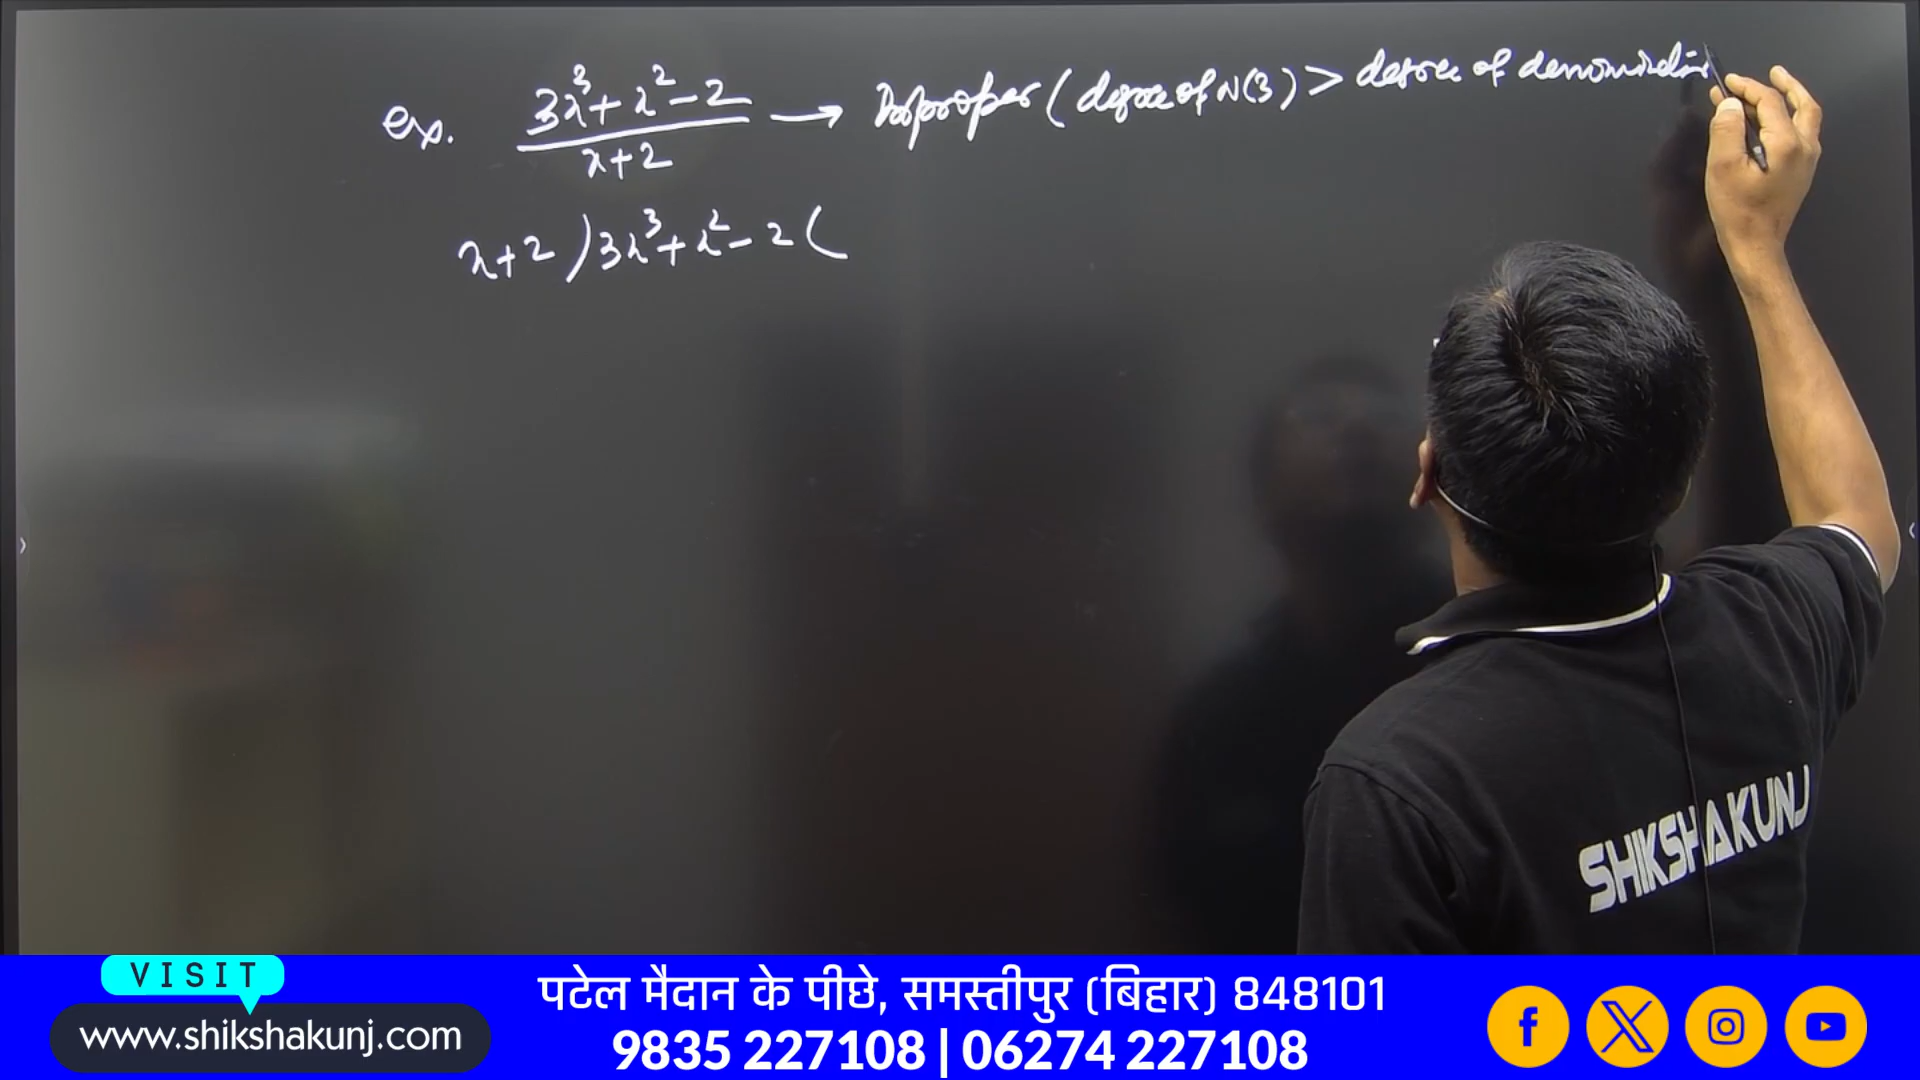 ex. 3x³+x²-2 / x+2 → Improper (degree of N(3) > degree of denominator
x+2 ) 3x³+x²-2 (
SHIKSHAKUNJ
VISIT
www.shikshakunj.com
पटेल मैदान के पीछे, समस्तीपुर (बिहार) 848101
9835 227108 | 06274 227108